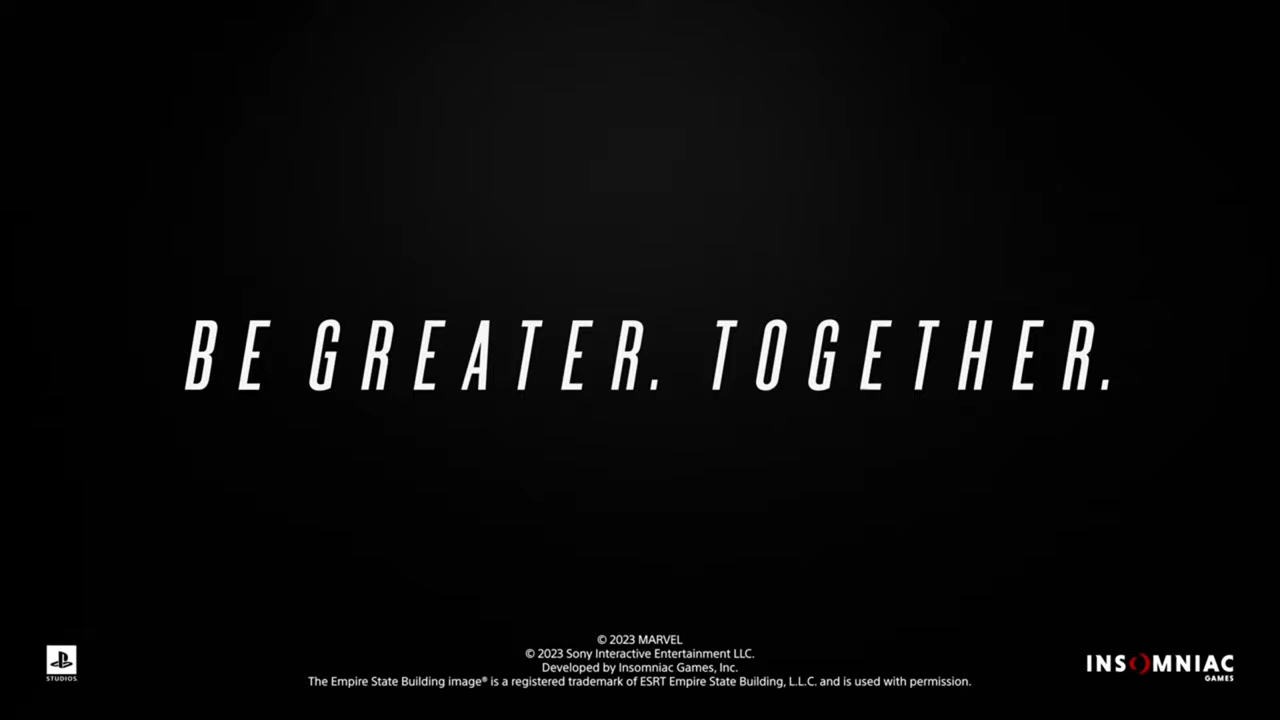 BE GREATER. TOGETHER.
© 2023 MARVEL
© 2023 Sony Interactive Entertainment LLC.
Developed by Insomniac Games, Inc.
The Empire State Building image® is a registered trademark of ESRT Empire State Building, L.L.C. and is used with permission.
STUDIOS
INSOMNIAC
GAMES